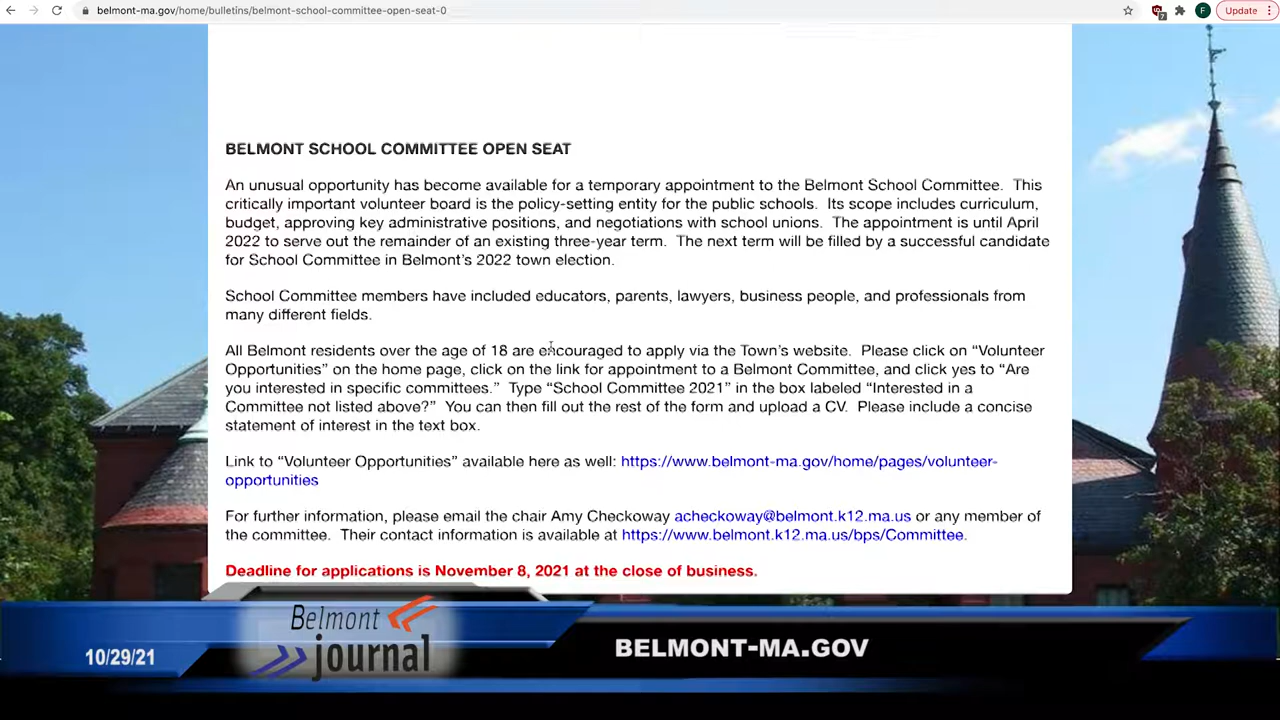 belmont-ma.gov/home/bulletins/belmont-school-committee-open-seat-0
7
F
Update
BELMONT SCHOOL COMMITTEE OPEN SEAT
An unusual opportunity has become available for a temporary appointment to the Belmont School Committee. This
critically important volunteer board is the policy-setting entity for the public schools. Its scope includes curriculum,
budget, approving key administrative positions, and negotiations with school unions. The appointment is until April
2022 to serve out the remainder of an existing three-year term. The next term will be filled by a successful candidate
for School Committee in Belmont's 2022 town election.
School Committee members have included educators, parents, lawyers, business people, and professionals from
many different fields.
All Belmont residents over the age of 18 are encouraged to apply via the Town's website. Please click on “Volunteer
Opportunities” on the home page, click on the link for appointment to a Belmont Committee, and click yes to “Are
you interested in specific committees.” Type “School Committee 2021” in the box labeled “Interested in a
Committee not listed above?” You can then fill out the rest of the form and upload a CV. Please include a concise
statement of interest in the text box.
Link to “Volunteer Opportunities” available here as well: https://www.belmont-ma.gov/home/pages/volunteer-
opportunities
For further information, please email the chair Amy Checkoway acheckoway@belmont.k12.ma.us or any member of
the committee. Their contact information is available at https://www.belmont.k12.ma.us/bps/Committee.
Deadline for applications is November 8, 2021 at the close of business.
Belmont
journal
10/29/21
BELMONT-MA.GOV